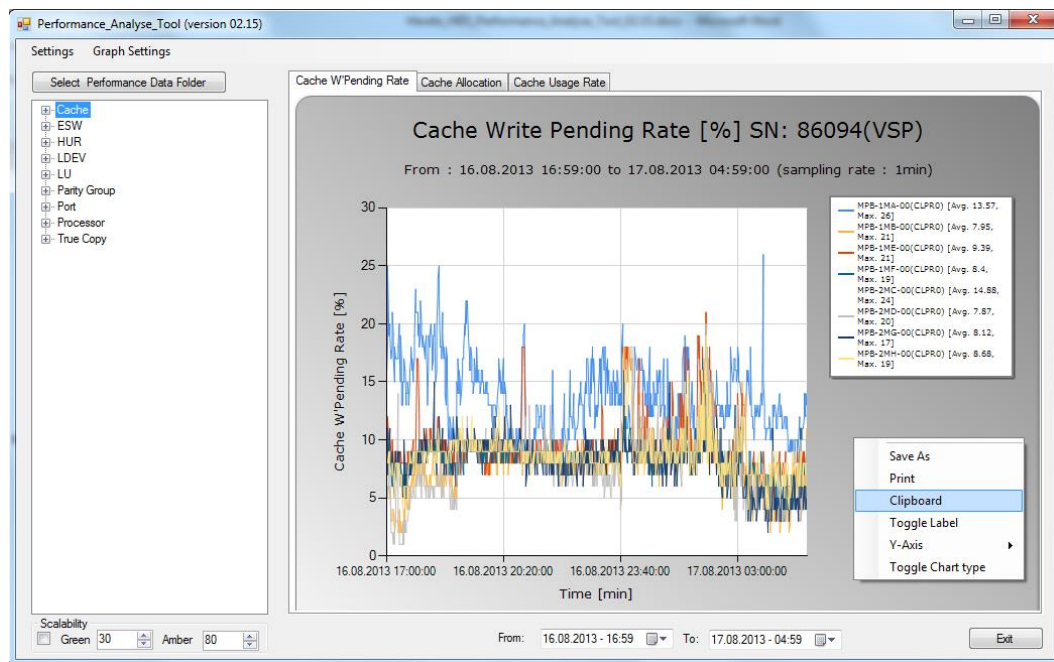 Performance_Analyse_Tool (version 02.15)
Settings Graph Settings
Select Perfomance Data Folder
Cache
ESW
HUR
LDEV
LU
Parity Group
Port
Processor
True Copy
Cache W'Pending Rate Cache Allocation Cache Usage Rate
Cache Write Pending Rate [%] SN: 86094(VSP)
From : 16.08.2013 16:59:00 to 17.08.2013 04:59:00 (sampling rate : 1min)
Cache W'Pending Rate [%]
30
25
20
15
10
5
0
16.08.2013 17:00:00 16.08.2013 20:20:00 16.08.2013 23:40:00 17.08.2013 03:00:00
Time [min]
MPB-1MA-00(CLPR0) [Avg. 13.57,
Max. 26]
MPB-1MB-00(CLPR0) [Avg. 7.95,
Max. 21]
MPB-1ME-00(CLPR0) [Avg. 9.39,
Max. 21]
MPB-1MF-00(CLPR0) [Avg. 8.4,
Max. 19]
MPB-2MC-00(CLPR0) [Avg. 14.88,
Max. 24]
MPB-2MD-00(CLPR0) [Avg. 7.87,
Max. 20]
MPB-2MG-00(CLPR0) [Avg. 8.12,
Max. 17]
MPB-2MH-00(CLPR0) [Avg. 8.68,
Max. 19]
Save As
Print
Clipboard
Toggle Label
Y-Axis
Toggle Chart type
Scalability
Green 30 Amber 80
From: 16.08.2013 - 16:59 To: 17.08.2013 - 04:59
Exit